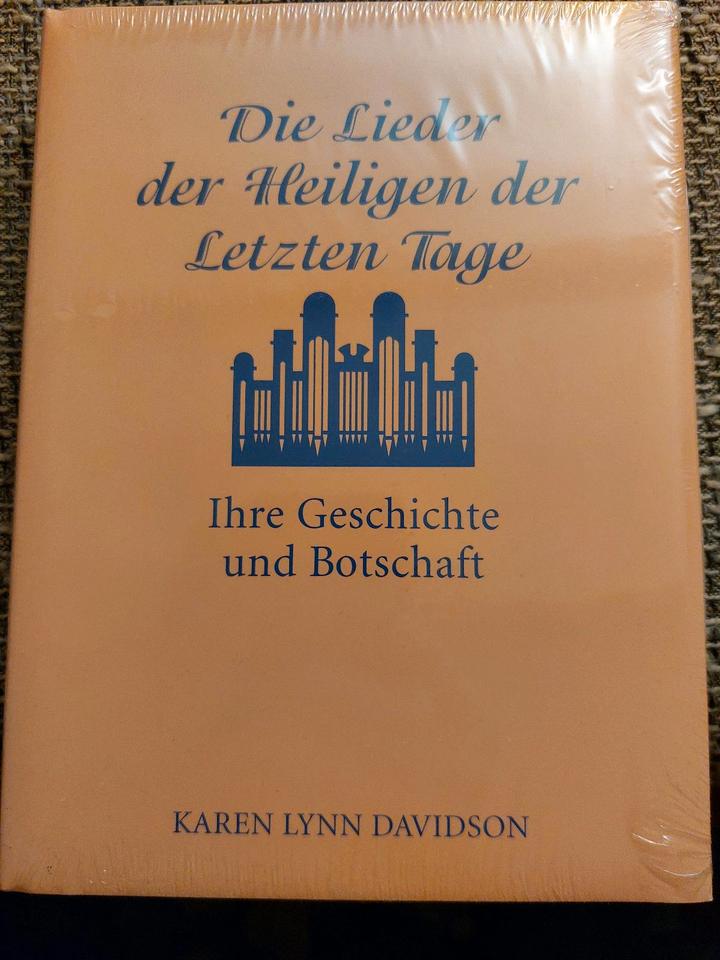 Die Lieder
der Heiligen der
Letzten Tage
Ihre Geschichte
und Botschaft
KAREN LYNN DAVIDSON